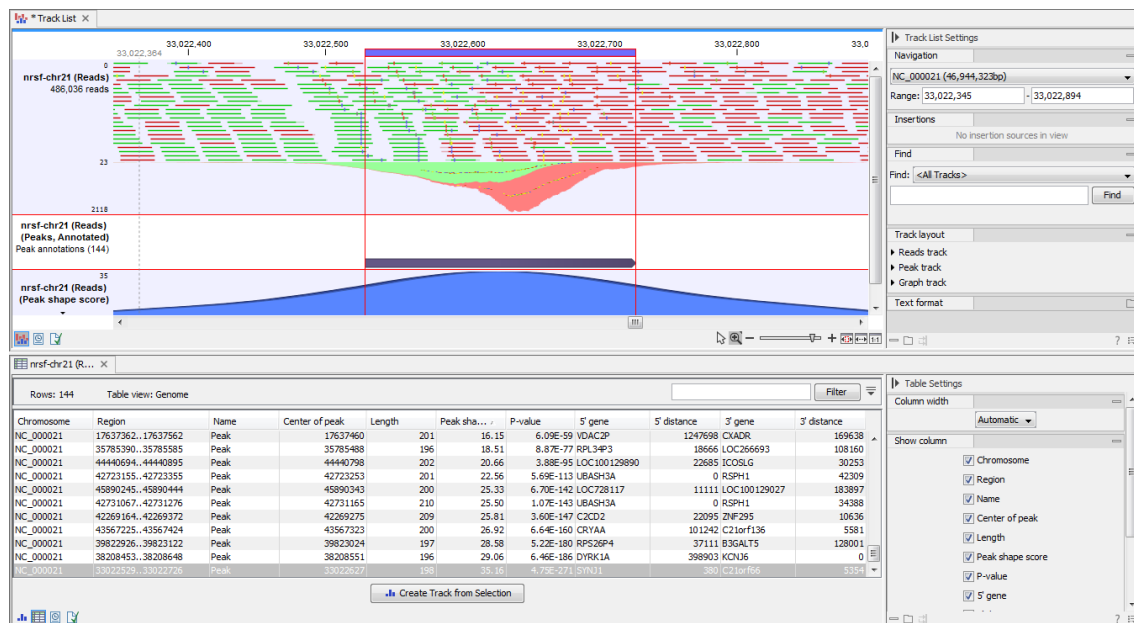 * Track List
33,022,364
33,022,400 33,022,500 33,022,600 33,022,700 33,022,800 33,0
0
nrsf-chr21 (Reads)
486,036 reads
23
2118
nrsf-chr21 (Reads)
(Peaks, Annotated)
Peak annotations (144)
35
nrsf-chr21 (Reads)
(Peak shape score)
1:1
Track List Settings
Navigation
NC_000021 (46,944,323bp)
Range: 33,022,345 - 33,022,894
Insertions
No insertion sources in view
Find
Find: <All Tracks>
Find
Track layout
Reads track
Peak track
Graph track
Text format
?
nrsf-chr21 (R...
Rows: 144 Table view: Genome Filter
Chromosome Region Name Center of peak Length Peak sha... P-value 5' gene 5' distance 3' gene 3' distance
NC_000021 17637362..17637562 Peak 17637460 201 16.15 6.09E-59 VDAC2P 1247698 CXADR 169638
NC_000021 35785390..35785585 Peak 35785488 196 18.51 8.87E-77 RPL34P3 18666 LOC266693 108160
NC_000021 44440694..44440895 Peak 44440798 202 20.66 3.88E-95 LOC100129890 22685 ICOSLG 30253
NC_000021 42723155..42723355 Peak 42723253 201 22.56 5.69E-113 UBASH3A 0 RSPH1 42309
NC_000021 45890245..45890444 Peak 45890343 200 25.33 6.70E-142 LOC728117 11111 LOC100129027 183897
NC_000021 42731067..42731276 Peak 42731165 210 25.50 1.07E-143 UBASH3A 0 RSPH1 34388
NC_000021 42269164..42269372 Peak 42269275 209 25.81 3.60E-147 C2CD2 22095 ZNF295 10636
NC_000021 43567225..43567424 Peak 43567323 200 26.92 6.64E-160 CRYAA 101242 C21orf136 5581
NC_000021 39822926..39823122 Peak 39823024 197 28.58 5.22E-180 RPS26P4 37111 B3GALT5 128001
NC_000021 38208453..38208648 Peak 38208551 196 29.06 6.46E-186 DYRK1A 398903 KCNJ6 0
NC_000021 33022529..33022726 Peak 33022627 198 35.16 4.75E-271 SYNJ1 380 C21orf66 5354
Create Track from Selection
Table Settings
Column width
Automatic
Show column
Chromosome
Region
Name
Center of peak
Length
Peak shape score
P-value
5' gene
?